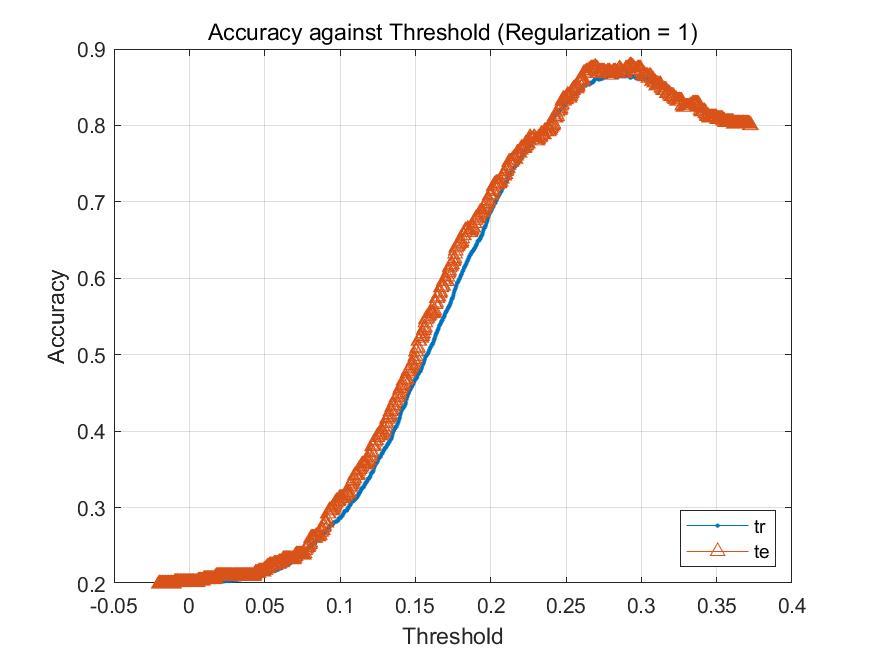 Accuracy against Threshold (Regularization = 1)
0.9
0.8
0.7
0.6
0.5
0.4
0.3
0.2
Accuracy
-0.05 0 0.05 0.1 0.15 0.2 0.25 0.3 0.35 0.4
Threshold
tr
te